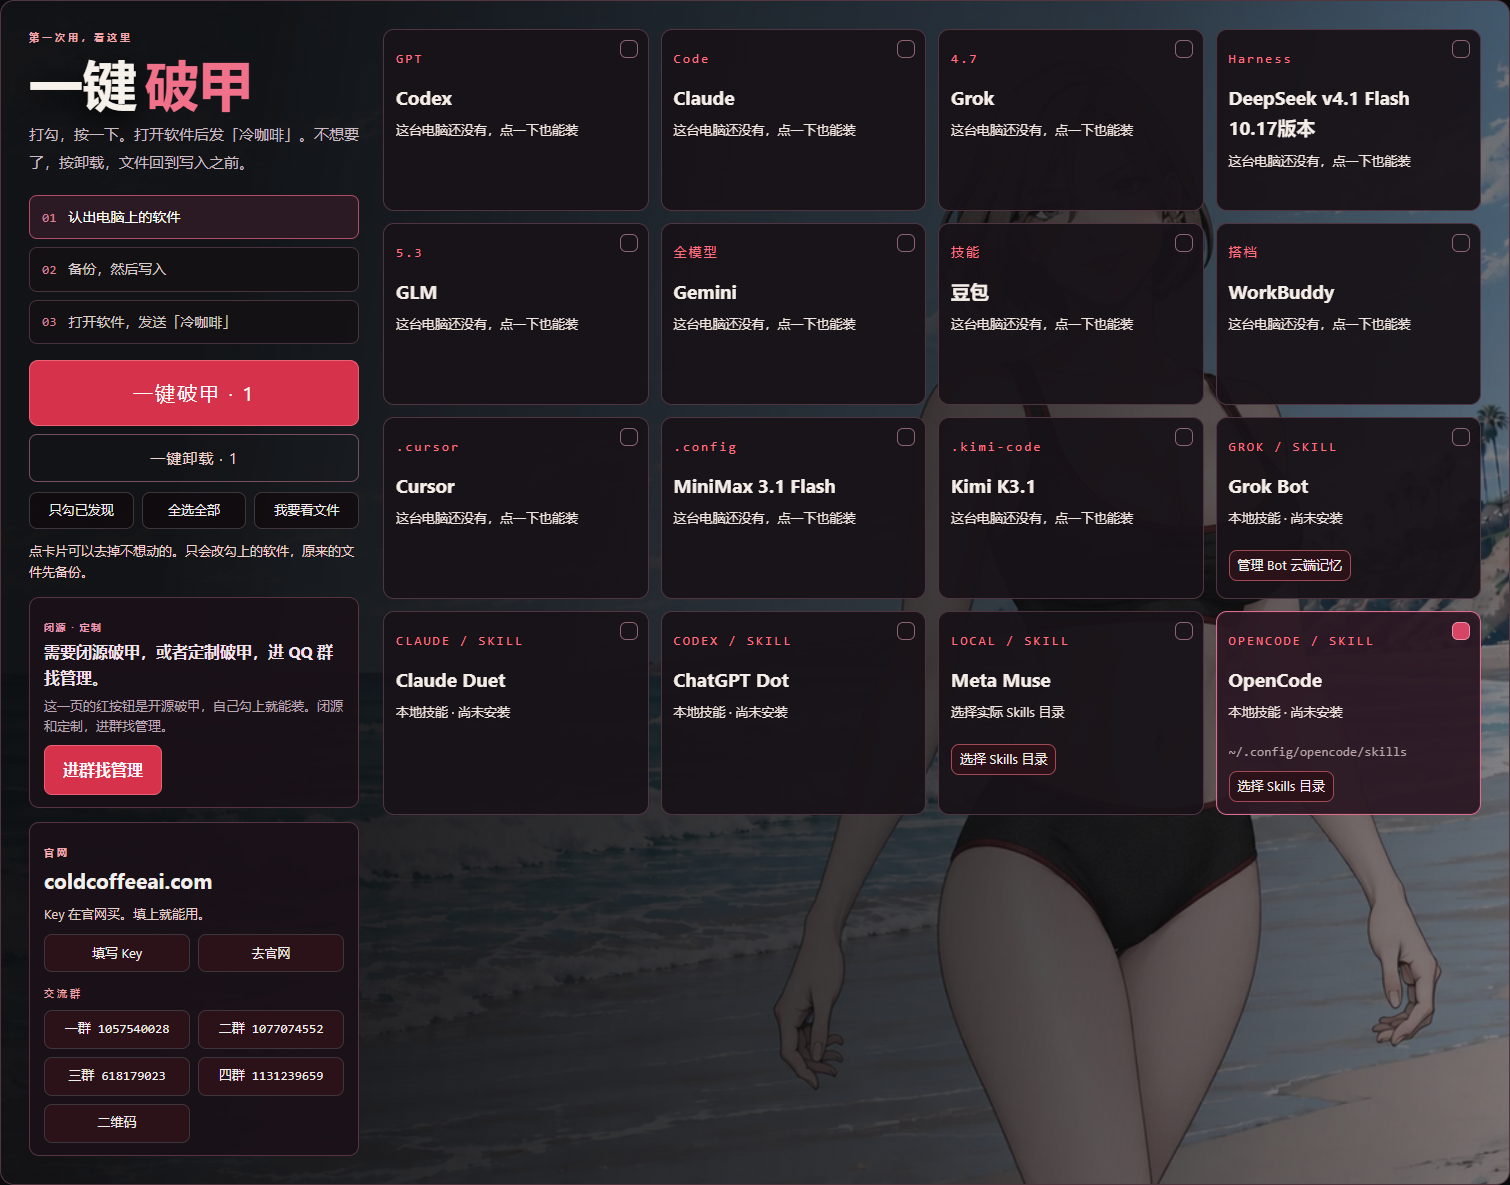 第一次用，看这里
一键破甲
打勾，按一下。打开软件后发「冷咖啡」。不想要
了，按卸载，文件回到写入之前。
01 认出电脑上的软件
02 备份，然后写入
03 打开软件，发送「冷咖啡」
一键破甲 · 1
一键卸载 · 1
只勾已发现
全选全部
我要看文件
点卡片可以去掉不想动的。只会改勾上的软件，原来的文
件先备份。
闭源 · 定制
需要闭源破甲，或者定制破甲，进 QQ 群
找管理。
这一页的红按钮是开源破甲，自己勾上就能装。闭源
和定制，进群找管理。
进群找管理
官网
coldcoffeeai.com
Key 在官网买。填上就能用。
填写 Key
去官网
交流群
一群 1057540028
二群 1077074552
三群 618179023
四群 1131239659
二维码
GPT
Codex
这台电脑还没有，点一下也能装
Code
Claude
这台电脑还没有，点一下也能装
4.7
Grok
这台电脑还没有，点一下也能装
Harness
DeepSeek v4.1 Flash
10.17版本
这台电脑还没有，点一下也能装
5.3
GLM
这台电脑还没有，点一下也能装
全模型
Gemini
这台电脑还没有，点一下也能装
技能
豆包
这台电脑还没有，点一下也能装
搭档
WorkBuddy
这台电脑还没有，点一下也能装
.cursor
Cursor
这台电脑还没有，点一下也能装
.config
MiniMax 3.1 Flash
这台电脑还没有，点一下也能装
.kimi-code
Kimi K3.1
这台电脑还没有，点一下也能装
GROK / SKILL
Grok Bot
本地技能 · 尚未安装
管理 Bot 云端记忆
CLAUDE / SKILL
Claude Duet
本地技能 · 尚未安装
CODEX / SKILL
ChatGPT Dot
本地技能 · 尚未安装
LOCAL / SKILL
Meta Muse
选择实际 Skills 目录
选择 Skills 目录
OPENCODE / SKILL
OpenCode
本地技能 · 尚未安装
~/.config/opencode/skills
选择 Skills 目录